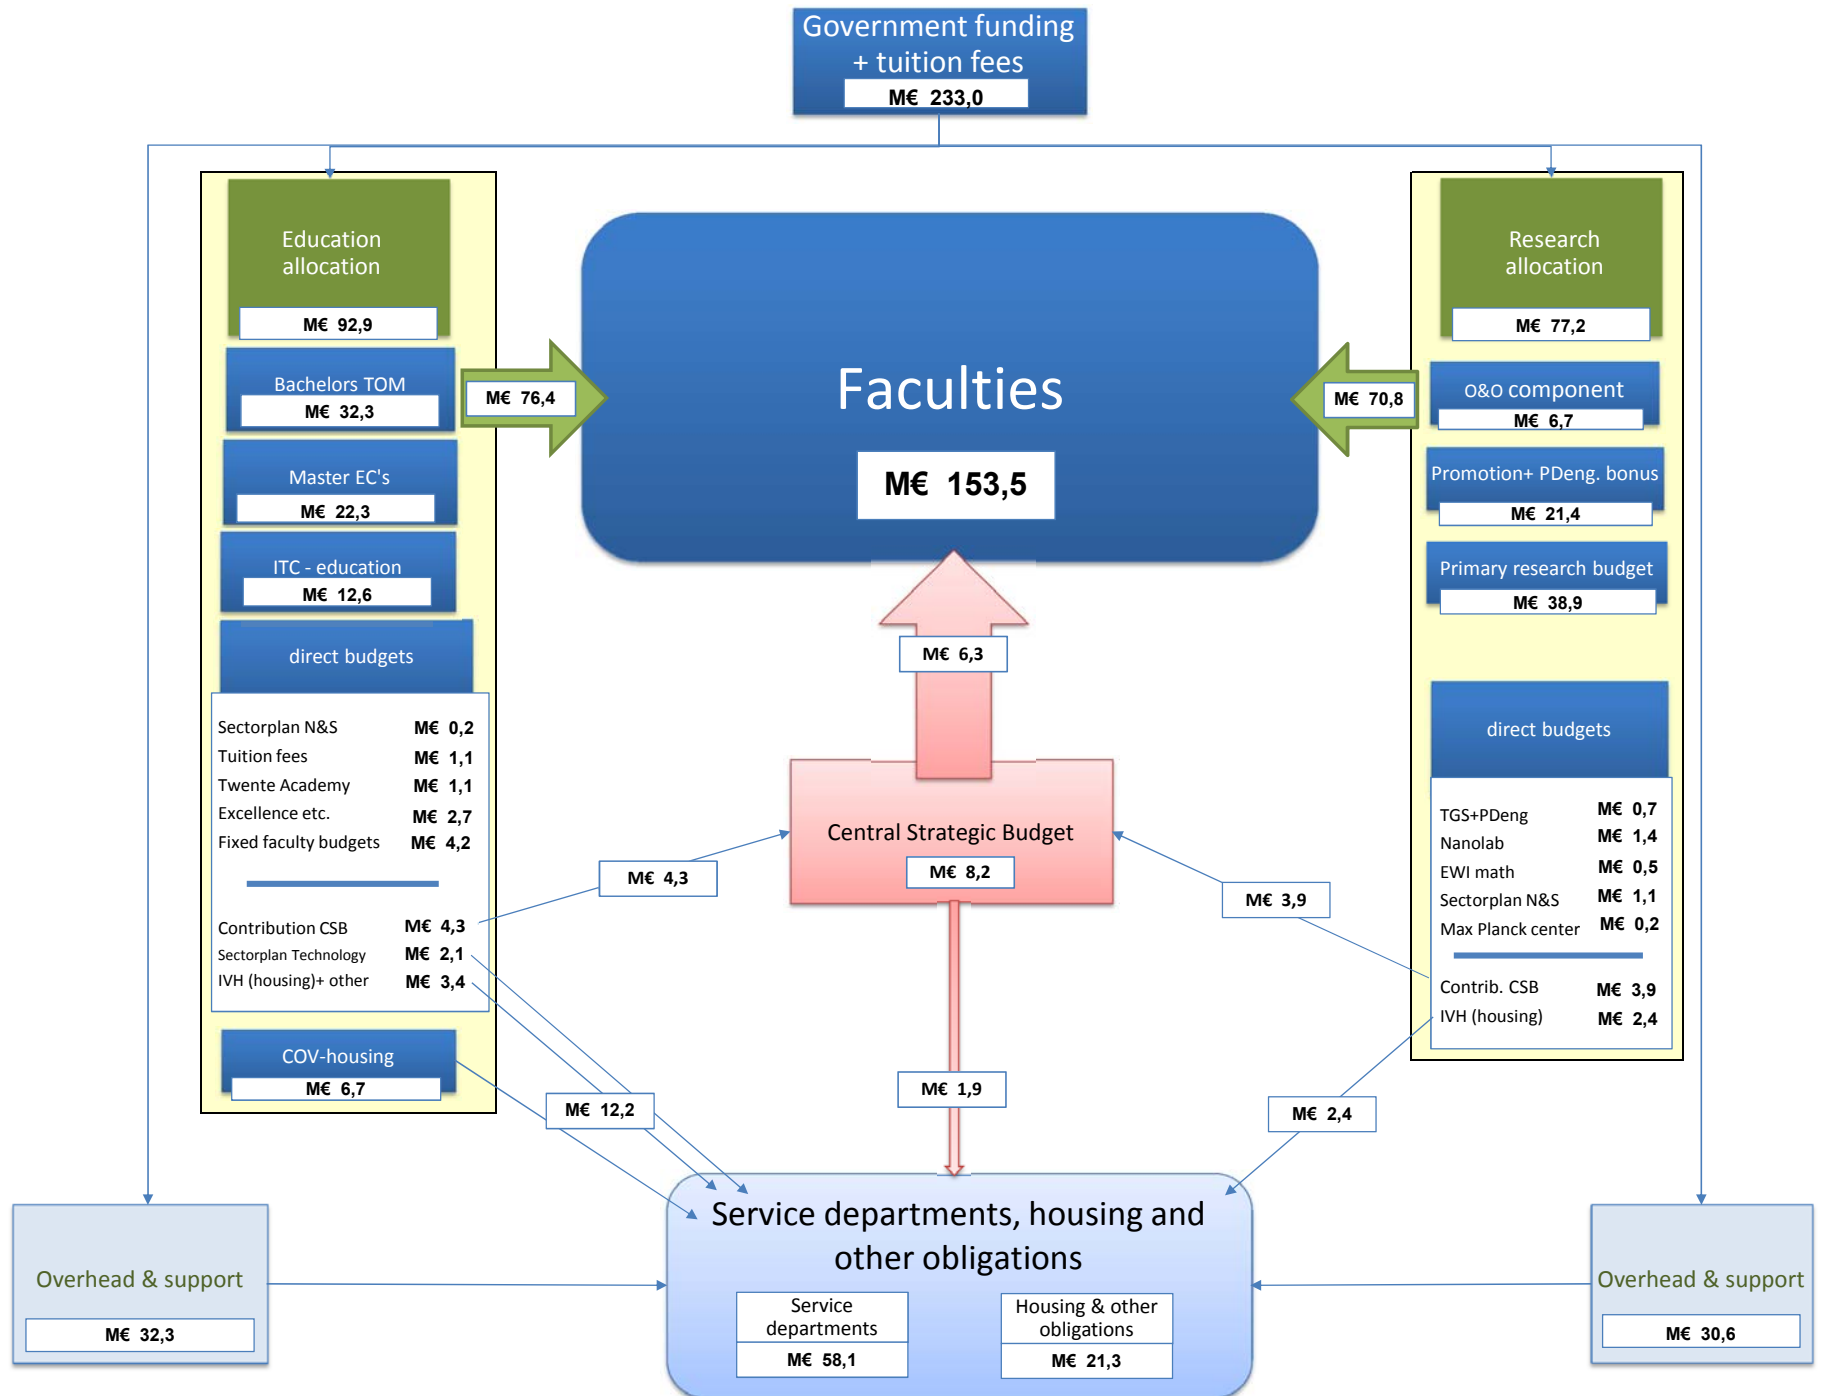 Government funding
+ tuition fees
M€ 233,0
Education
allocation
M€ 92,9
Bachelors TOM
M€ 32,3
Master EC's
M€ 22,3
ITC - education
M€ 12,6
direct budgets
Sectorplan N&S M€ 0,2
Tuition fees M€ 1,1
Twente Academy M€ 1,1
Excellence etc. M€ 2,7
Fixed faculty budgets M€ 4,2
Contribution CSB M€ 4,3
Sectorplan Technology M€ 2,1
IVH (housing)+ other M€ 3,4
COV-housing
M€ 6,7
M€ 76,4
Faculties
M€ 153,5
M€ 70,8
M€ 6,3
Central Strategic Budget
M€ 8,2
M€ 4,3
M€ 3,9
M€ 1,9
M€ 12,2
M€ 2,4
Research
allocation
M€ 77,2
O&O component
M€ 6,7
Promotion+ PDeng. bonus
M€ 21,4
Primary research budget
M€ 38,9
direct budgets
TGS+PDeng M€ 0,7
Nanolab M€ 1,4
EWI math M€ 0,5
Sectorplan N&S M€ 1,1
Max Planck center M€ 0,2
Contrib. CSB M€ 3,9
IVH (housing) M€ 2,4
Overhead & support
M€ 32,3
Service departments, housing and
other obligations
Service
departments
M€ 58,1
Housing & other
obligations
M€ 21,3
Overhead & support
M€ 30,6